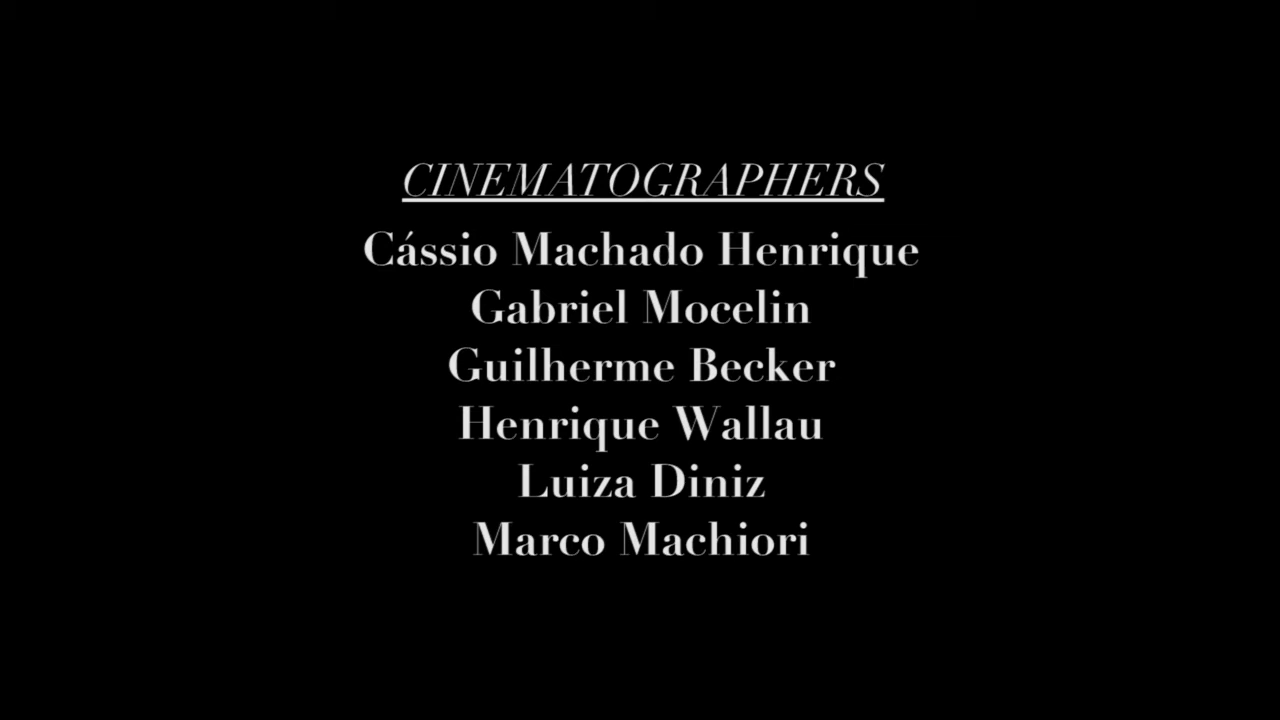 CINEMATOGRAPHERS
Cássio Machado Henrique
Gabriel Mocelin
Guilherme Becker
Henrique Wallau
Luiza Diniz
Marco Machiori